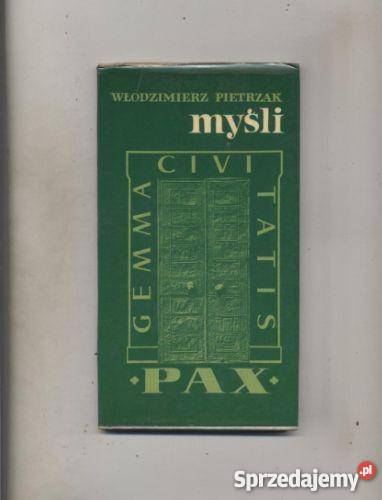 WŁODZIMIERZ PIETRZAK
myśli
GEMMA
CIVI
TATIS
·PAX·
Sprzedajemy.pl